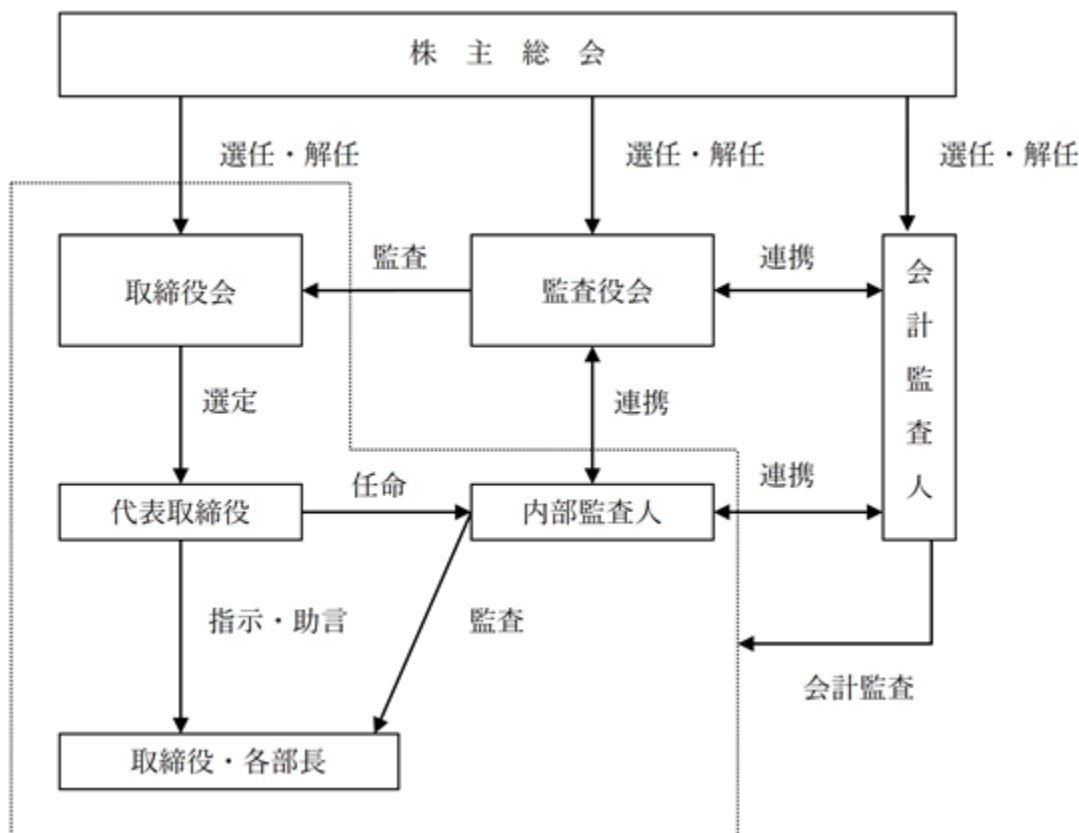 株主総会
選任・解任
選任・解任
選任・解任
取締役会
監査
監査役会
連携
会計監査人
選定
連携
代表取締役
任命
内部監査人
連携
指示・助言
監査
会計監査
取締役・各部長